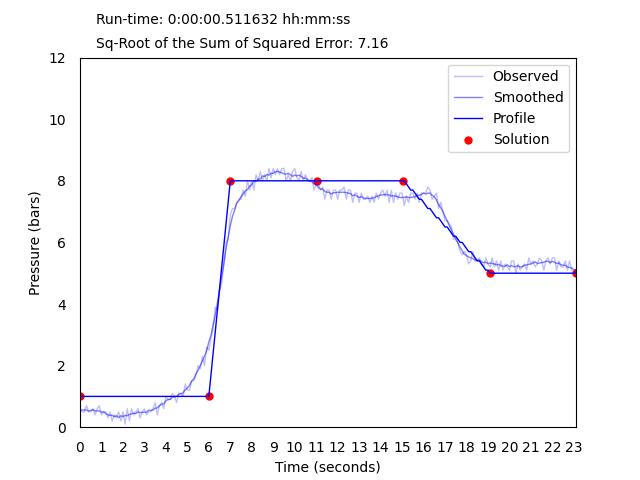 Run-time: 0:00:00.511632 hh:mm:ss
Sq-Root of the Sum of Squared Error: 7.16
12
10
8
6
4
2
0
Pressure (bars)
Observed
Smoothed
Profile
Solution
0 1 2 3 4 5 6 7 8 9 10 11 12 13 14 15 16 17 18 19 20 21 22 23
Time (seconds)